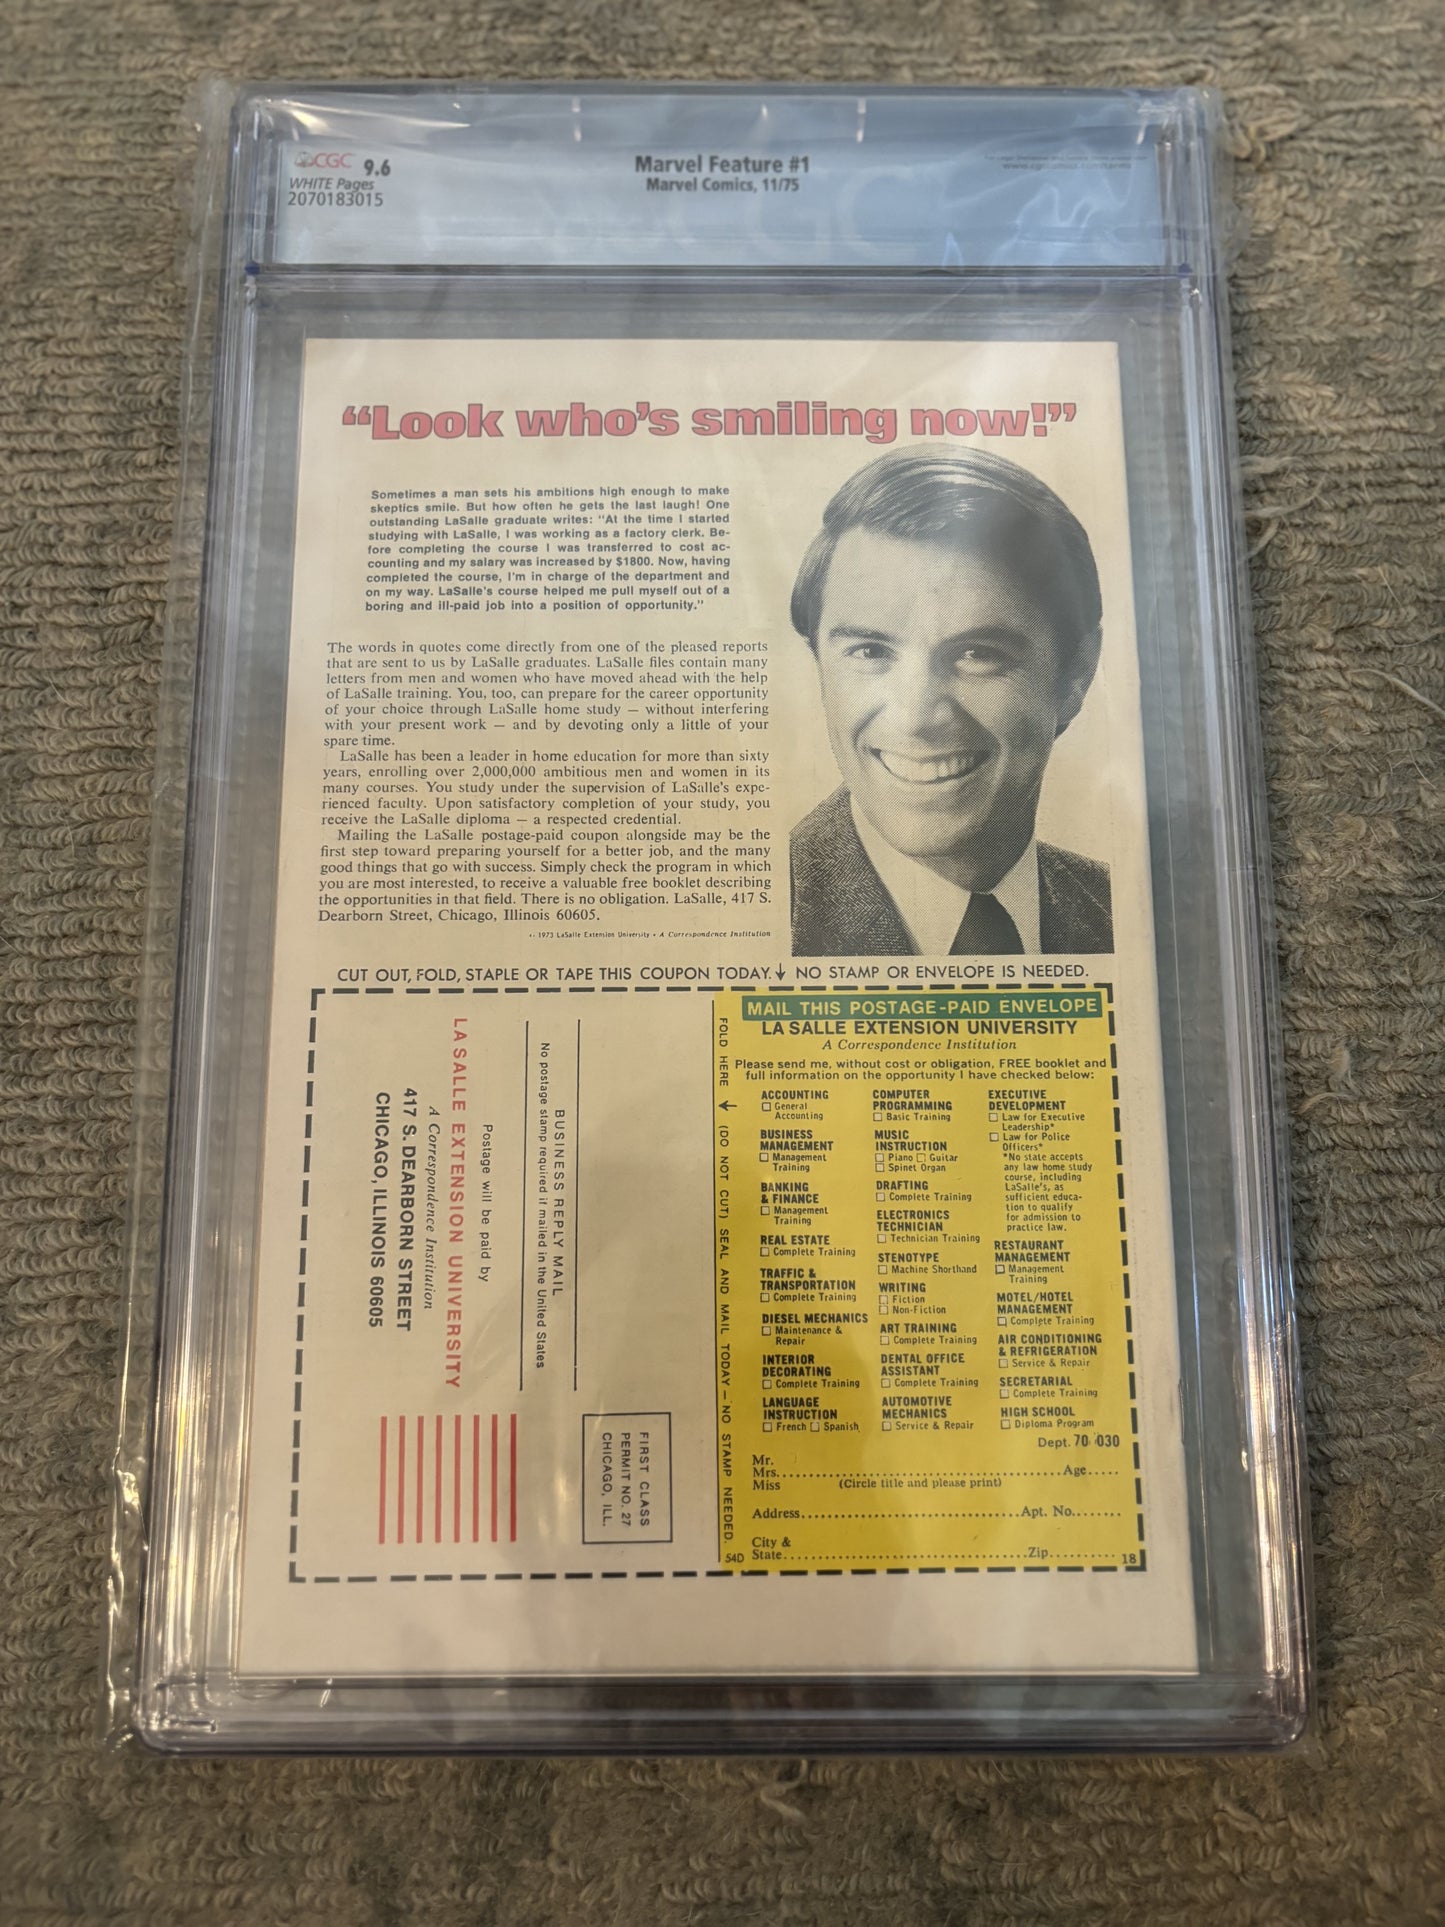 CGC 9.6
WHITE Pages
2070183015
Marvel Feature #1
Marvel Comics, 11/75
"Look who's smiling now!"
Sometimes a man sets his ambitions high enough to make
skeptics smile. But how often he gets the last laugh! One
outstanding LaSalle graduate writes: "At the time I started
studying with LaSalle, I was working as a factory clerk. Be-
fore completing the course I was transferred to cost ac-
counting and my salary was increased by $1800. Now, having
completed the course, I'm in charge of the department and
on my way. LaSalle's course helped me pull myself out of a
boring and ill-paid job into a position of opportunity."
The words in quotes come directly from one of the pleased reports
that are sent to us by LaSalle graduates. LaSalle files contain many
letters from men and women who have moved ahead with the help
of LaSalle training. You, too, can prepare for the career opportunity
of your choice through LaSalle home study — without interfering
with your present work — and by devoting only a little of your
spare time.
LaSalle has been a leader in home education for more than sixty
years, enrolling over 2,000,000 ambitious men and women in its
many courses. You study under the supervision of LaSalle's expe-
rienced faculty. Upon satisfactory completion of your study, you
receive the LaSalle diploma — a respected credential.
Mailing the LaSalle postage-paid coupon alongside may be the
first step toward preparing yourself for a better job, and the many
good things that go with success. Simply check the program in which
you are most interested, to receive a valuable free booklet describing
the opportunities in that field. There is no obligation. LaSalle, 417 S.
Dearborn Street, Chicago, Illinois 60605.
1973 LaSalle Extension University • A Correspondence Institution
CUT OUT, FOLD, STAPLE OR TAPE THIS COUPON TODAY. NO STAMP OR ENVELOPE IS NEEDED.
FIRST CLASS
PERMIT NO. 27
CHICAGO, ILL.
BUSINESS REPLY MAIL
No postage stamp required if mailed in the United States
Postage will be paid by
LA SALLE EXTENSION UNIVERSITY
A Correspondence Institution
417 S. DEARBORN STREET
CHICAGO, ILLINOIS 60605
FOLD HERE (DO NOT CUT) SEAL AND MAIL TODAY — NO STAMP NEEDED.
MAIL THIS POSTAGE-PAID ENVELOPE
LA SALLE EXTENSION UNIVERSITY
A Correspondence Institution
Please send me, without cost or obligation, FREE booklet and
full information on the opportunity I have checked below:
ACCOUNTING
General
Accounting
BUSINESS
MANAGEMENT
Management
Training
BANKING
& FINANCE
Management
Training
REAL ESTATE
Complete Training
TRAFFIC &
TRANSPORTATION
Complete Training
DIESEL MECHANICS
Maintenance &
Repair
INTERIOR
DECORATING
Complete Training
LANGUAGE
INSTRUCTION
French Spanish
COMPUTER
PROGRAMMING
Basic Training
MUSIC
INSTRUCTION
Piano Guitar
Spinet Organ
DRAFTING
Complete Training
ELECTRONICS
TECHNICIAN
Technician Training
STENOTYPE
Machine Shorthand
WRITING
Fiction
Non-Fiction
ART TRAINING
Complete Training
DENTAL OFFICE
ASSISTANT
Complete Training
AUTOMOTIVE
MECHANICS
Service & Repair
EXECUTIVE
DEVELOPMENT
Law for Executive
Leadership*
Law for Police
Officers*
*No state accepts
any law home study
course, including
LaSalle's, as
sufficient educa-
tion to qualify
for admission to
practice law.
RESTAURANT
MANAGEMENT
Management
Training
MOTEL/HOTEL
MANAGEMENT
Complete Training
AIR CONDITIONING
& REFRIGERATION
Service & Repair
SECRETARIAL
Complete Training
HIGH SCHOOL
Diploma Program
Dept. 70-030
Mr.
Mrs. Age
Miss (Circle title and please print)
Address Apt. No.
City &
54D State Zip 18